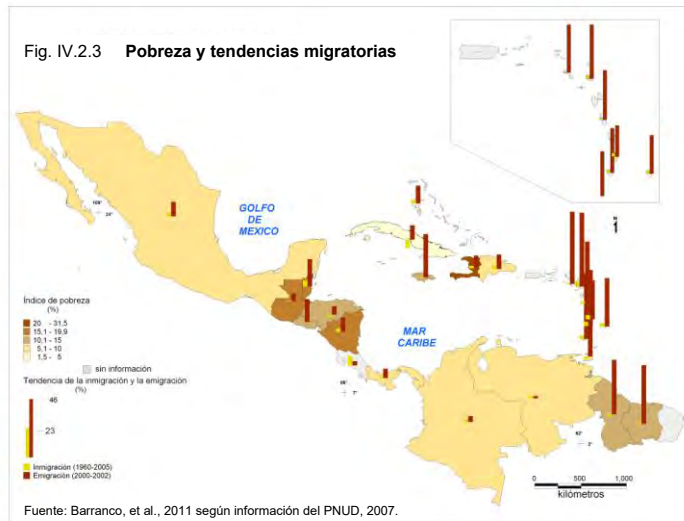 Fig. IV.2.3 Pobreza y tendencias migratorias
GOLFO
DE
MEXICO
MAR
CARIBE
Índice de pobreza
(%)
20 - 31,5
15,1 - 19,9
10,1 - 15
5,1 - 10
1,5 - 5
sin información
Tendencia de la inmigración y la emigración
(%)
46
23
Inmigración (1960-2005)
Emigración (2000-2002)
0 500 1,000
kilómetros
Fuente: Barranco, et al., 2011 según información del PNUD, 2007.